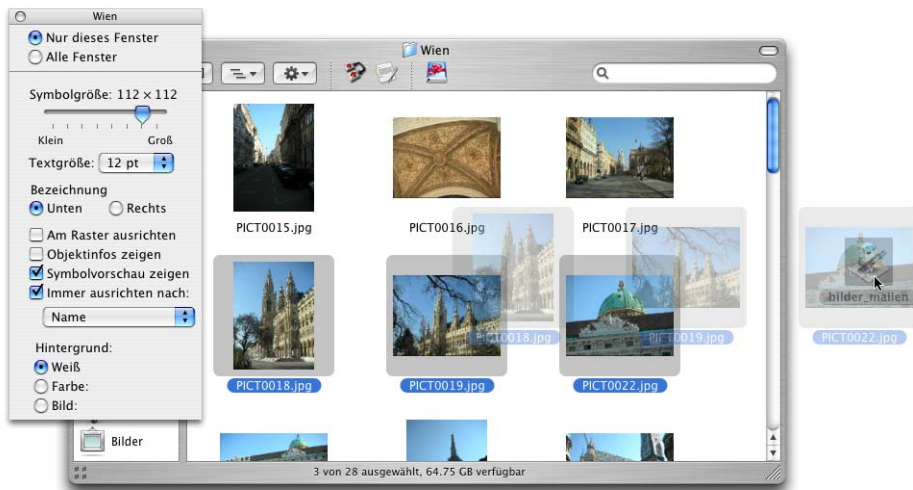 Wien
Nur dieses Fenster
Alle Fenster
Symbolgröße: 112 × 112
Klein Groß
Textgröße: 12 pt
Bezeichnung
Unten Rechts
Am Raster ausrichten
Objektinfos zeigen
Symbolvorschau zeigen
Immer ausrichten nach:
Name
Hintergrund:
Weiß
Farbe:
Bild:
Wien
PICT0015.jpg PICT0016.jpg PICT0017.jpg
bilder_mailen
PICT0018.jpg PICT0019.jpg PICT0022.jpg
PICT0018.jpg PICT0019.jpg PICT0022.jpg
Bilder
3 von 28 ausgewählt, 64.75 GB verfügbar